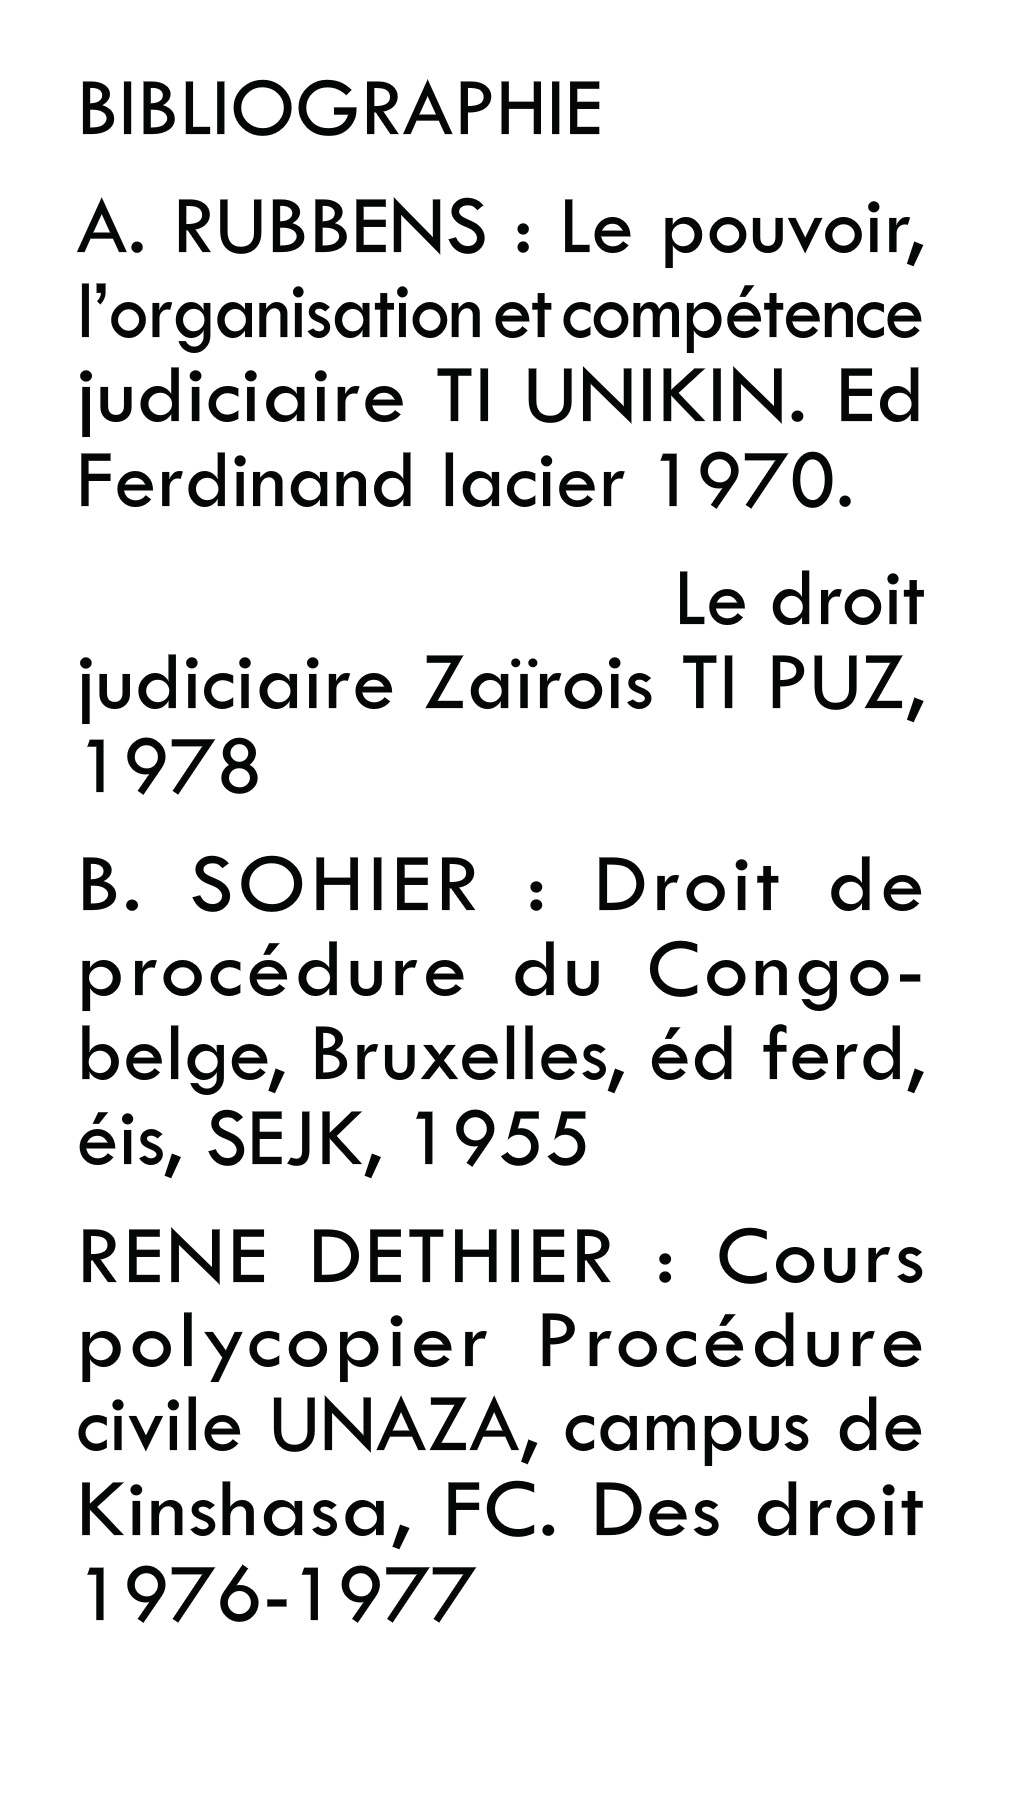 BIBLIOGRAPHIE
A. RUBBENS : Le pouvoir,
l’organisation et compétence
judiciaire TI UNIKIN. Ed
Ferdinand lacier 1970.
Le droit
judiciaire Zaïrois TI PUZ,
1978
B. SOHIER : Droit de
procédure du Congo-
belge, Bruxelles, éd ferd,
éis, SEJK, 1955
RENE DETHIER : Cours
polycopier Procédure
civile UNAZA, campus de
Kinshasa, FC. Des droit
1976-1977